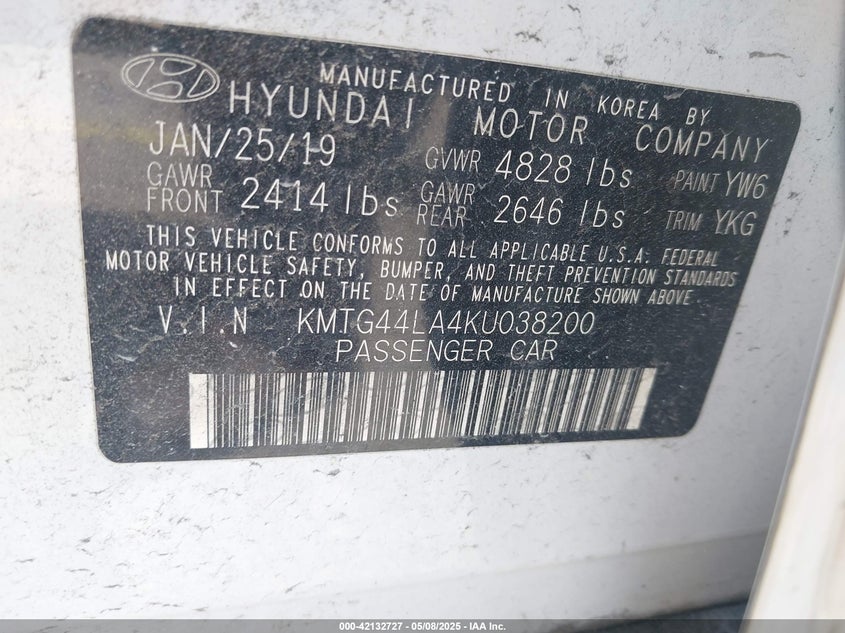 MANUFACTURED IN KOREA BY
HYUNDAI MOTOR COMPANY
JAN/25/19 GVWR 4828 lbs PAINT YW6
GAWR FRONT 2414 lbs GAWR REAR 2646 lbs TRIM YKG
THIS VEHICLE CONFORMS TO ALL APPLICABLE U.S.A. FEDERAL
MOTOR VEHICLE SAFETY, BUMPER, AND THEFT PREVENTION STANDARDS
IN EFFECT ON THE DATE OF MANUFACTURE SHOWN ABOVE
V.I.N KMTG44LA4KU038200
PASSENGER CAR
000-42132727 - 05/08/2025 - IAA Inc.